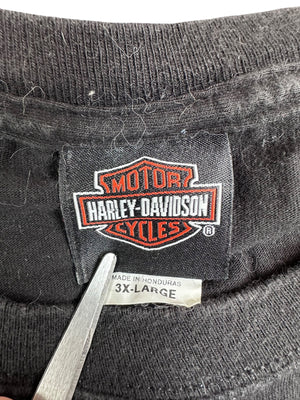 MOTOR
HARLEY-DAVIDSON
CYCLES
®
MADE IN HONDURAS
3X-LARGE